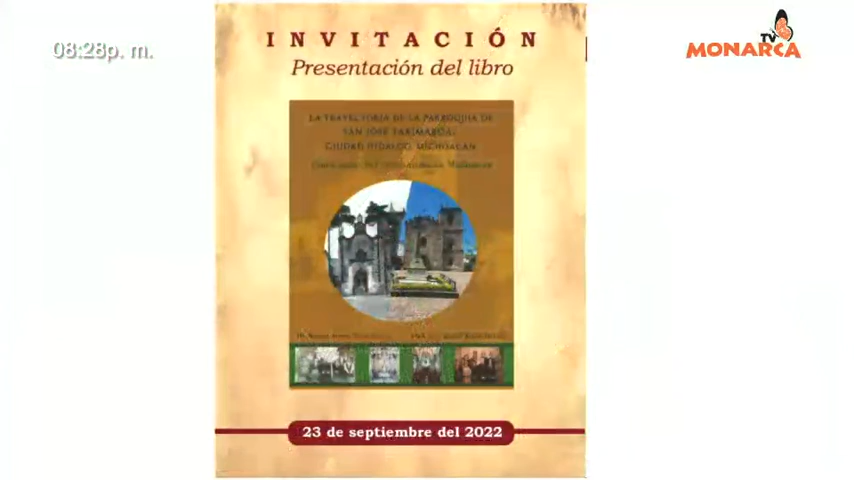 08:28p. m.
TV
MONARCA
INVITACIÓN
Presentación del libro
LA TRAYECTORIA DE LA PARROQUIA DE
SAN JOSÉ TAXIMAROA,
CIUDAD HIDALGO, MICHOACÁN
23 de septiembre del 2022